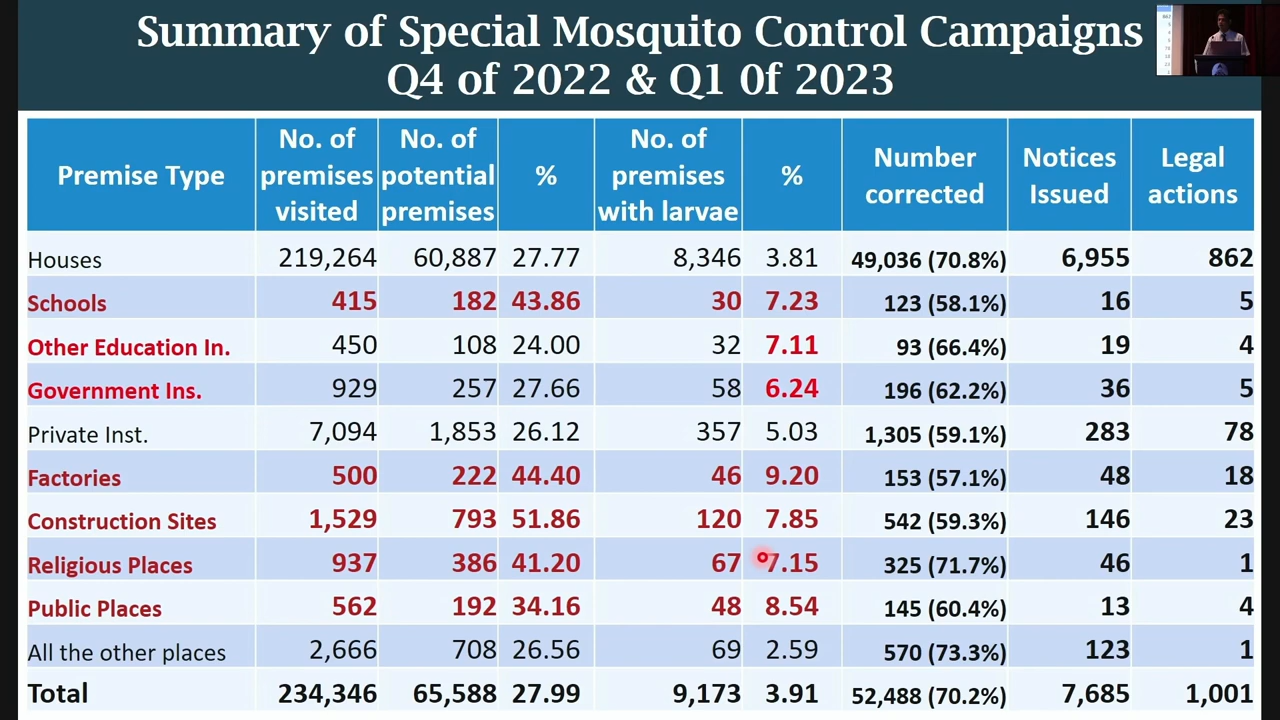 Summary of Special Mosquito Control Campaigns
Q4 of 2022 & Q1 0f 2023
Premise Type No. of premises visited No. of potential premises % No. of premises with larvae % Number corrected Notices Issued Legal actions
Houses 219,264 60,887 27.77 8,346 3.81 49,036 (70.8%) 6,955 862
Schools 415 182 43.86 30 7.23 123 (58.1%) 16 5
Other Education In. 450 108 24.00 32 7.11 93 (66.4%) 19 4
Government Ins. 929 257 27.66 58 6.24 196 (62.2%) 36 5
Private Inst. 7,094 1,853 26.12 357 5.03 1,305 (59.1%) 283 78
Factories 500 222 44.40 46 9.20 153 (57.1%) 48 18
Construction Sites 1,529 793 51.86 120 7.85 542 (59.3%) 146 23
Religious Places 937 386 41.20 67 7.15 325 (71.7%) 46 1
Public Places 562 192 34.16 48 8.54 145 (60.4%) 13 4
All the other places 2,666 708 26.56 69 2.59 570 (73.3%) 123 1
Total 234,346 65,588 27.99 9,173 3.91 52,488 (70.2%) 7,685 1,001